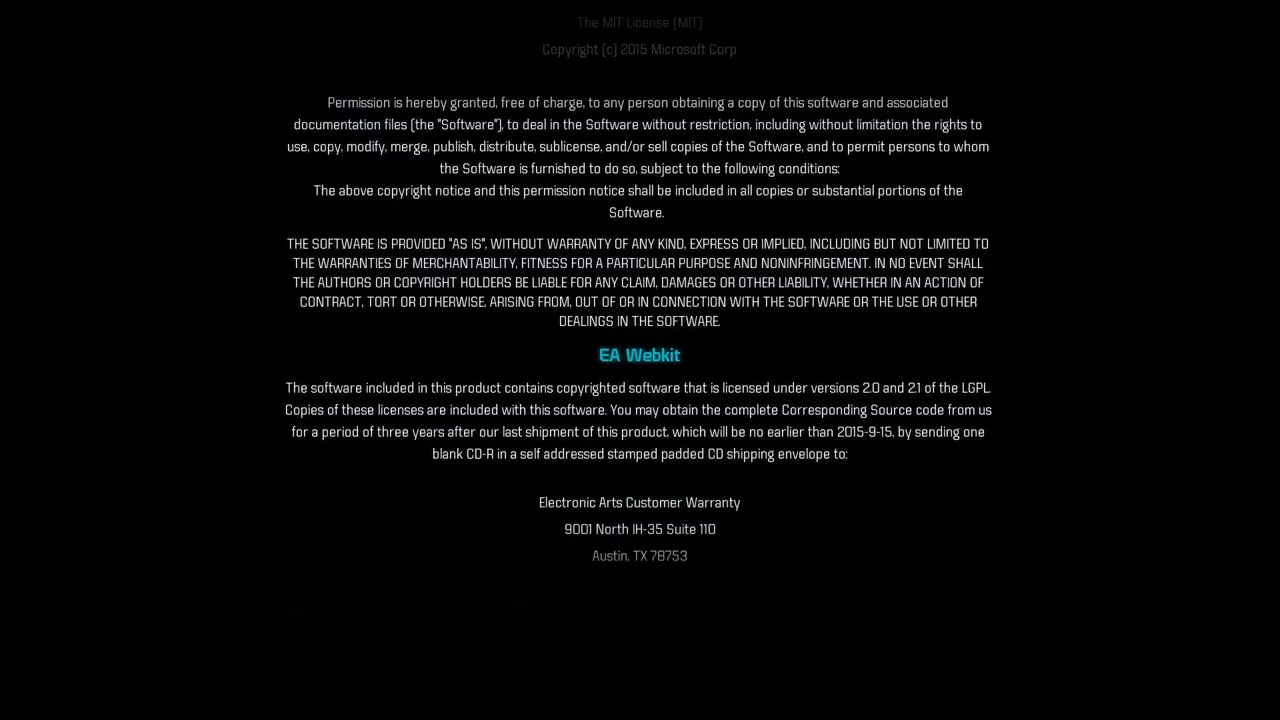 The MIT License (MIT)
Copyright (c) 2015 Microsoft Corp
Permission is hereby granted, free of charge, to any person obtaining a copy of this software and associated
documentation files (the "Software"), to deal in the Software without restriction, including without limitation the rights to
use, copy, modify, merge, publish, distribute, sublicense, and/or sell copies of the Software, and to permit persons to whom
the Software is furnished to do so, subject to the following conditions:
The above copyright notice and this permission notice shall be included in all copies or substantial portions of the
Software.
THE SOFTWARE IS PROVIDED "AS IS", WITHOUT WARRANTY OF ANY KIND, EXPRESS OR IMPLIED, INCLUDING BUT NOT LIMITED TO
THE WARRANTIES OF MERCHANTABILITY, FITNESS FOR A PARTICULAR PURPOSE AND NONINFRINGEMENT. IN NO EVENT SHALL
THE AUTHORS OR COPYRIGHT HOLDERS BE LIABLE FOR ANY CLAIM, DAMAGES OR OTHER LIABILITY, WHETHER IN AN ACTION OF
CONTRACT, TORT OR OTHERWISE, ARISING FROM, OUT OF OR IN CONNECTION WITH THE SOFTWARE OR THE USE OR OTHER
DEALINGS IN THE SOFTWARE.
EA Webkit
The software included in this product contains copyrighted software that is licensed under versions 2.0 and 2.1 of the LGPL.
Copies of these licenses are included with this software. You may obtain the complete Corresponding Source code from us
for a period of three years after our last shipment of this product, which will be no earlier than 2015-9-15, by sending one
blank CD-R in a self addressed stamped padded CD shipping envelope to:
Electronic Arts Customer Warranty
9001 North IH-35 Suite 110
Austin, TX 78753